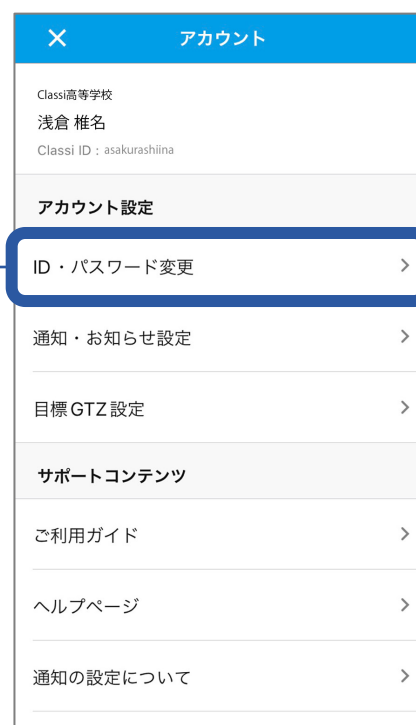 アカウント
Classi高等学校
浅倉 椎名
Classi ID : asakurashiina
アカウント設定
ID・パスワード変更
通知・お知らせ設定
目標GTZ設定
サポートコンテンツ
ご利用ガイド
ヘルプページ
通知の設定について